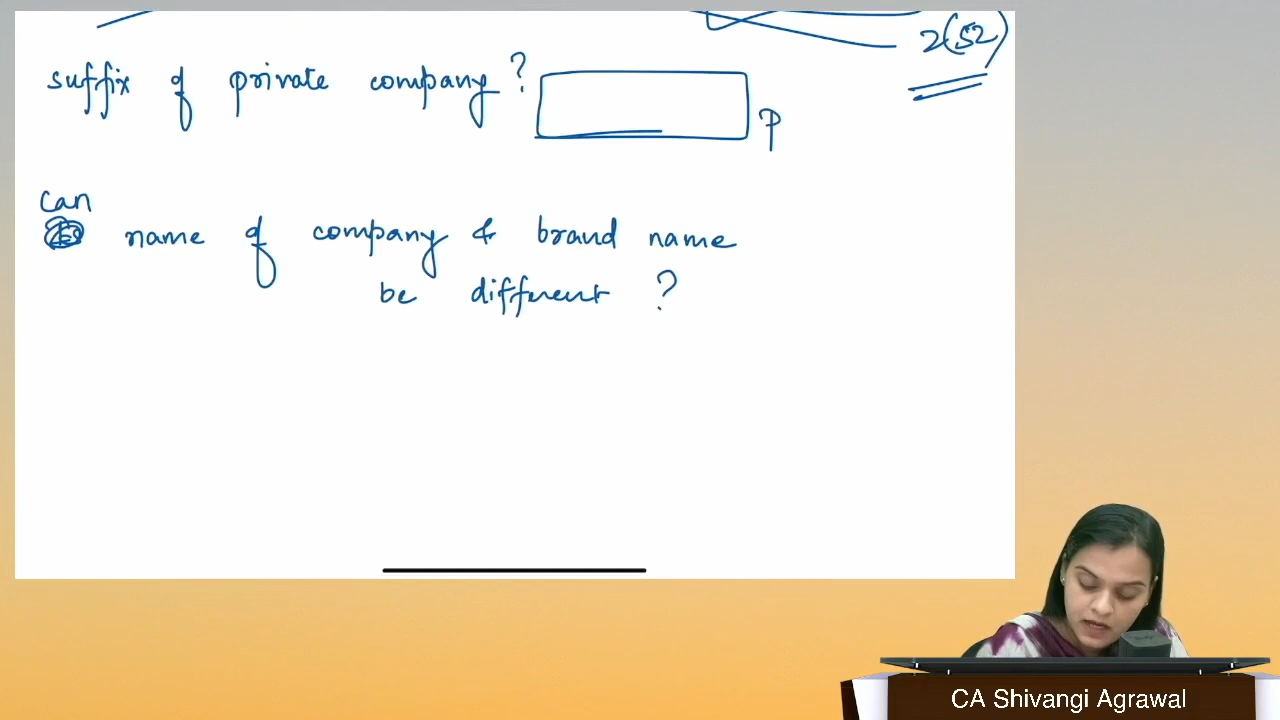 2(52)
suffix of private company ? P
can
name of company & brand name
be different ?
CA Shivangi Agrawal